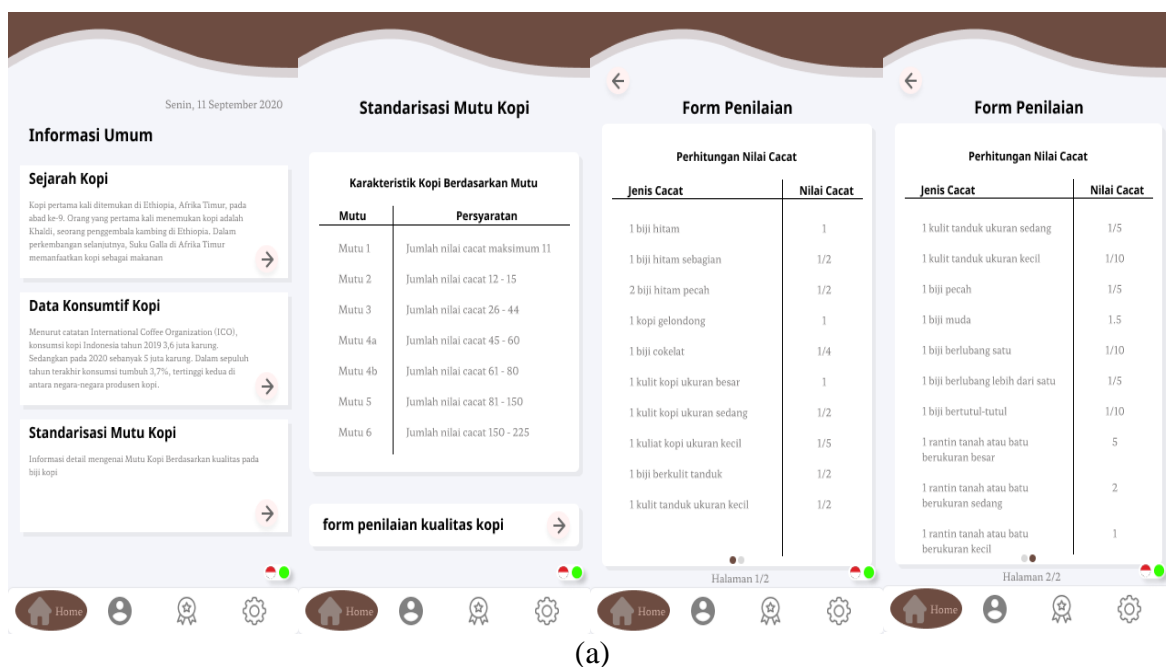 Senin, 11 September 2020
Informasi Umum
Sejarah Kopi
Kopi pertama kali ditemukan di Ethiopia, Afrika Timur, pada
abad ke-9. Orang yang pertama kali menemukan kopi adalah
Khaldi, seorang penggembala kambing di Ethiopia. Dalam
perkembangan selanjutnya, Suku Galla di Afrika Timur
memanfaatkan kopi sebagai makanan
Data Konsumtif Kopi
Menurut catatan International Coffee Organization (ICO),
konsumsi kopi Indonesia tahun 2019 3,6 juta karung.
Sedangkan pada 2020 sebanyak 5 juta karung. Dalam sepuluh
tahun terakhir konsumsi tumbuh 3,7%, tertinggi kedua di
antara negara-negara produsen kopi.
Standarisasi Mutu Kopi
Informasi detail mengenai Mutu Kopi Berdasarkan kualitas pada
biji kopi
Home
Standarisasi Mutu Kopi
Karakteristik Kopi Berdasarkan Mutu
Mutu Persyaratan
Mutu 1 Jumlah nilai cacat maksimum 11
Mutu 2 Jumlah nilai cacat 12 - 15
Mutu 3 Jumlah nilai cacat 26 - 44
Mutu 4a Jumlah nilai cacat 45 - 60
Mutu 4b Jumlah nilai cacat 61 - 80
Mutu 5 Jumlah nilai cacat 81 - 150
Mutu 6 Jumlah nilai cacat 150 - 225
form penilaian kualitas kopi
Home
Form Penilaian
Perhitungan Nilai Cacat
Jenis Cacat Nilai Cacat
1 biji hitam 1
1 biji hitam sebagian 1/2
2 biji hitam pecah 1/2
1 kopi gelondong 1
1 biji cokelat 1/4
1 kulit kopi ukuran besar 1
1 kulit kopi ukuran sedang 1/2
1 kuliat kopi ukuran kecil 1/5
1 biji berkulit tanduk 1/2
1 kulit tanduk ukuran kecil 1/2
Halaman 1/2
Home
Form Penilaian
Perhitungan Nilai Cacat
Jenis Cacat Nilai Cacat
1 kulit tanduk ukuran sedang 1/5
1 kulit tanduk ukuran kecil 1/10
1 biji pecah 1/5
1 biji muda 1.5
1 biji berlubang satu 1/10
1 biji berlubang lebih dari satu 1/5
1 biji bertutul-tutul 1/10
1 rantin tanah atau batu 5
berukuran besar
1 rantin tanah atau batu 2
berukuran sedang
1 rantin tanah atau batu 1
berukuran kecil
Halaman 2/2
Home
(a)